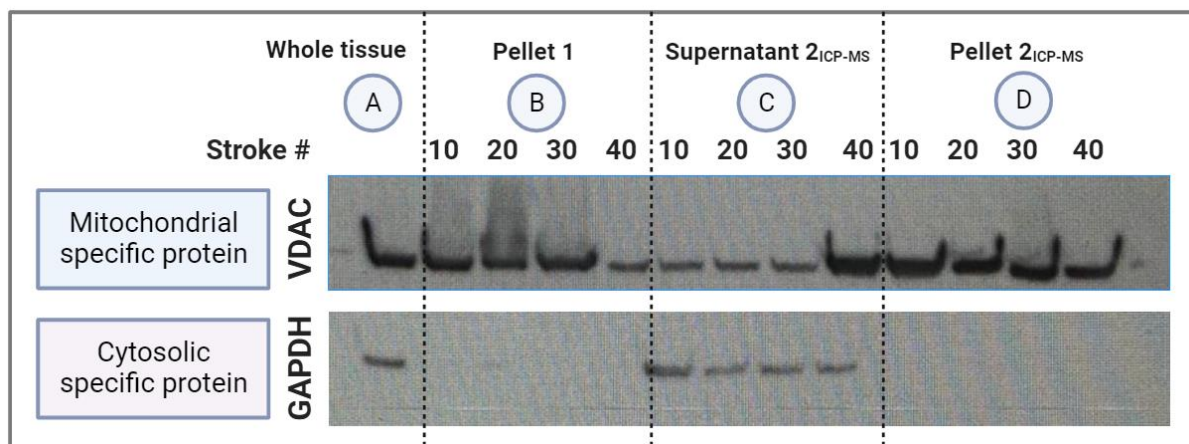 Whole tissue Pellet 1 Supernatant 2ICP-MS Pellet 2ICP-MS
A B C D
Stroke # 10 20 30 40 10 20 30 40 10 20 30 40
Mitochondrial
specific protein
VDAC
Cytosolic
specific protein
GAPDH